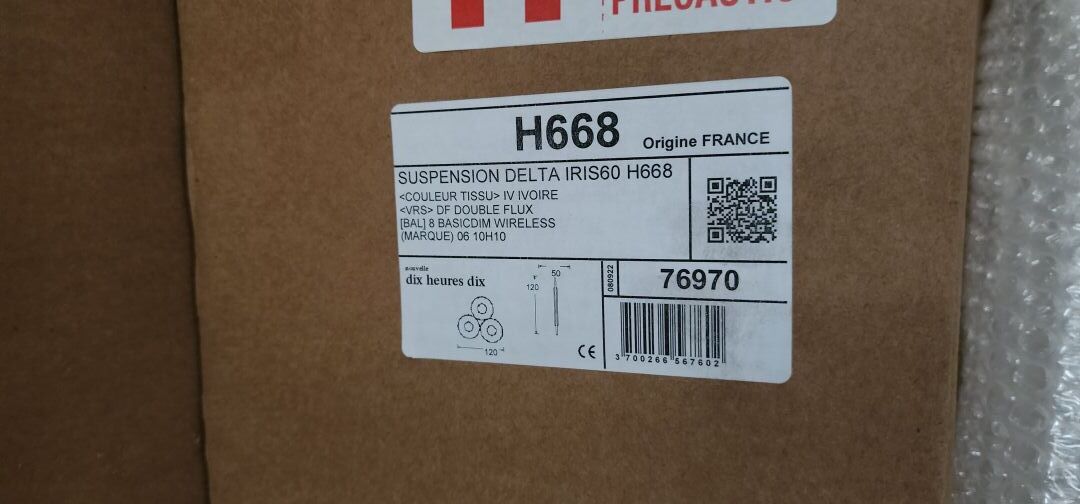 H668 Origine FRANCE
SUSPENSION DELTA IRIS60 H668
<COULEUR TISSU> IV IVOIRE
<VRS> DF DOUBLE FLUX
[BAL] 8 BASICDIM WIRELESS
(MARQUE) 06 10H10
nouvelle
dix heures dix
50
120
120
CE
080922
76970
3 700266 567602